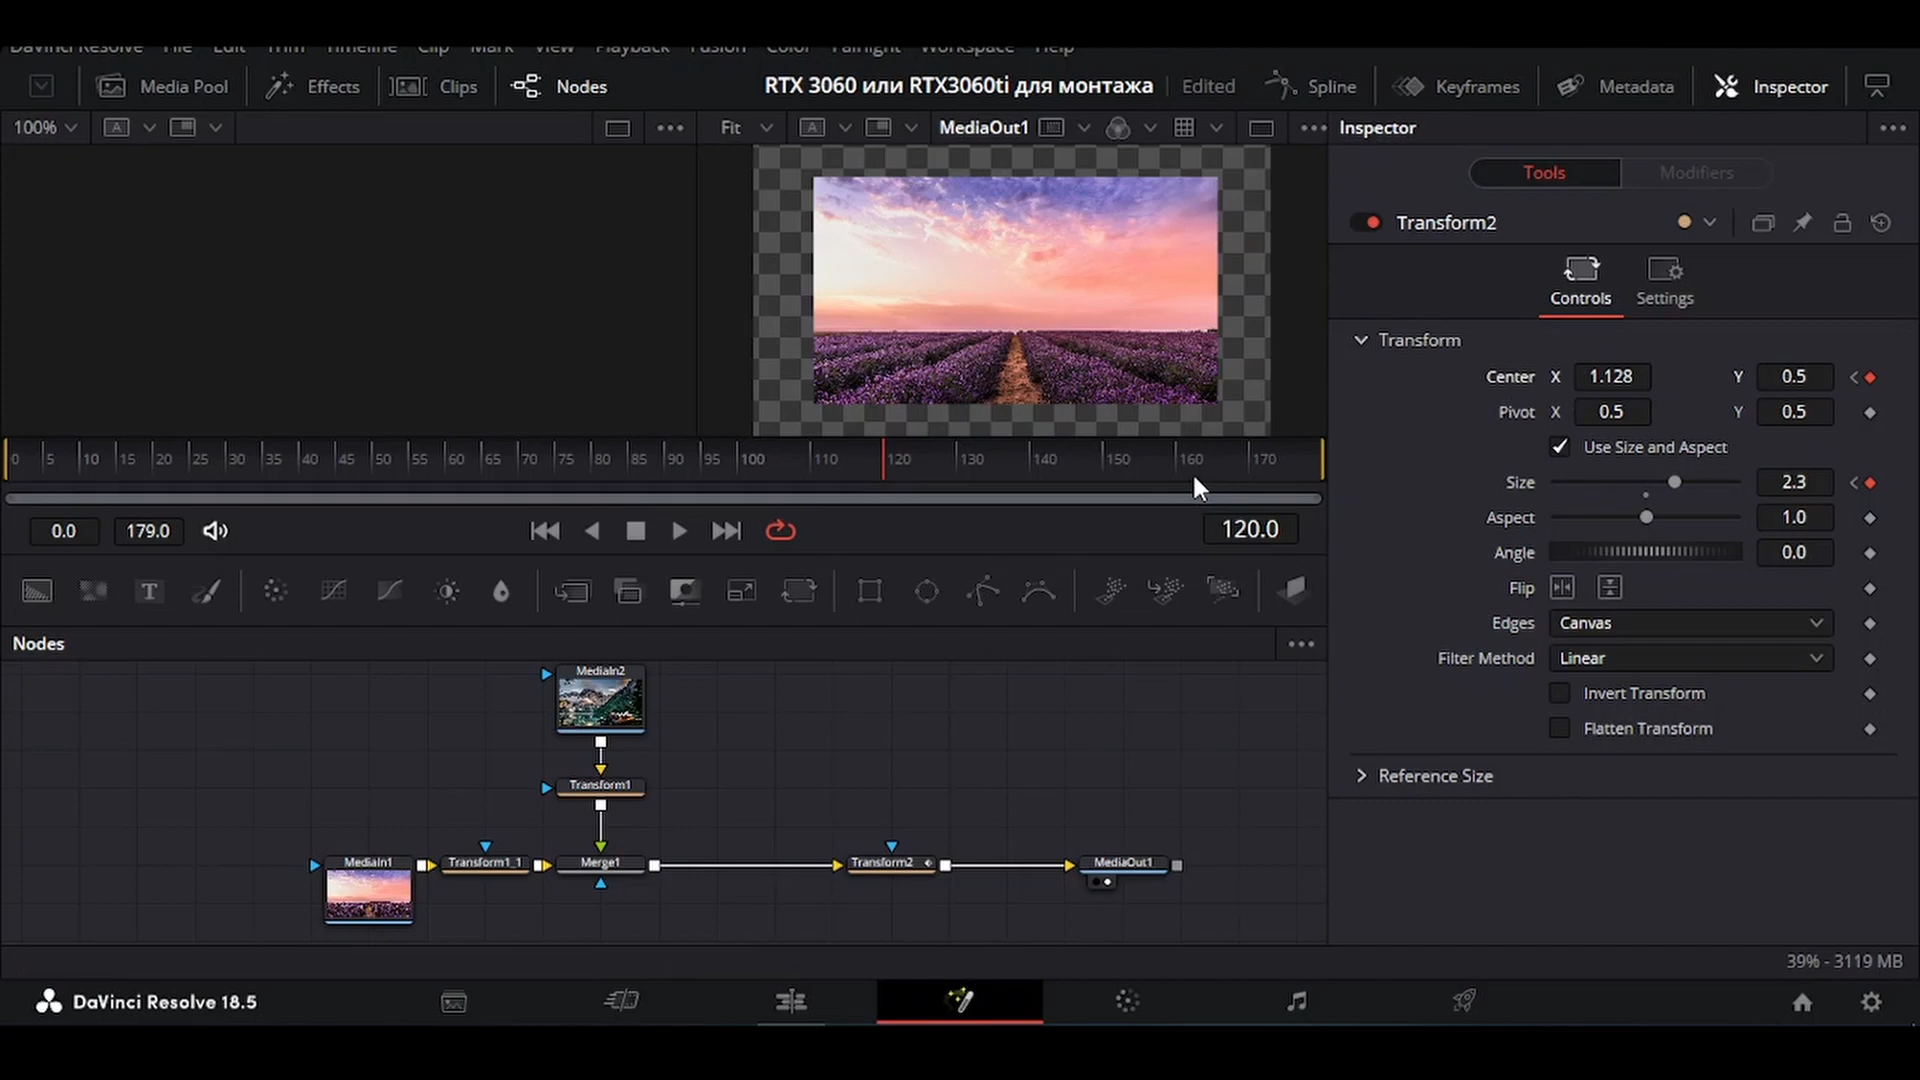 DaVinci Resolve File Edit Trim Timeline Clip Mark View Playback Fusion Color Fairlight Workspace Help
Media Pool Effects Clips Nodes RTX 3060 или RTX3060ti для монтажа Edited Spline Keyframes Metadata Inspector
100% A Fit A MediaOut1 Inspector
Tools Modifiers
Transform2
Controls Settings
Transform
Center X 1.128 Y 0.5
Pivot X 0.5 Y 0.5
Use Size and Aspect
Size 2.3
Aspect 1.0
Angle 0.0
Flip
Edges Canvas
Filter Method Linear
Invert Transform
Flatten Transform
Reference Size
0 5 10 15 20 25 30 35 40 45 50 55 60 65 70 75 80 85 90 95 100 110 120 130 140 150 160 170
0.0 179.0 120.0
T
Nodes
MediaIn2
Transform1
MediaIn1 Transform1_1 Merge1 Transform2 MediaOut1
39% - 3119 MB
DaVinci Resolve 18.5